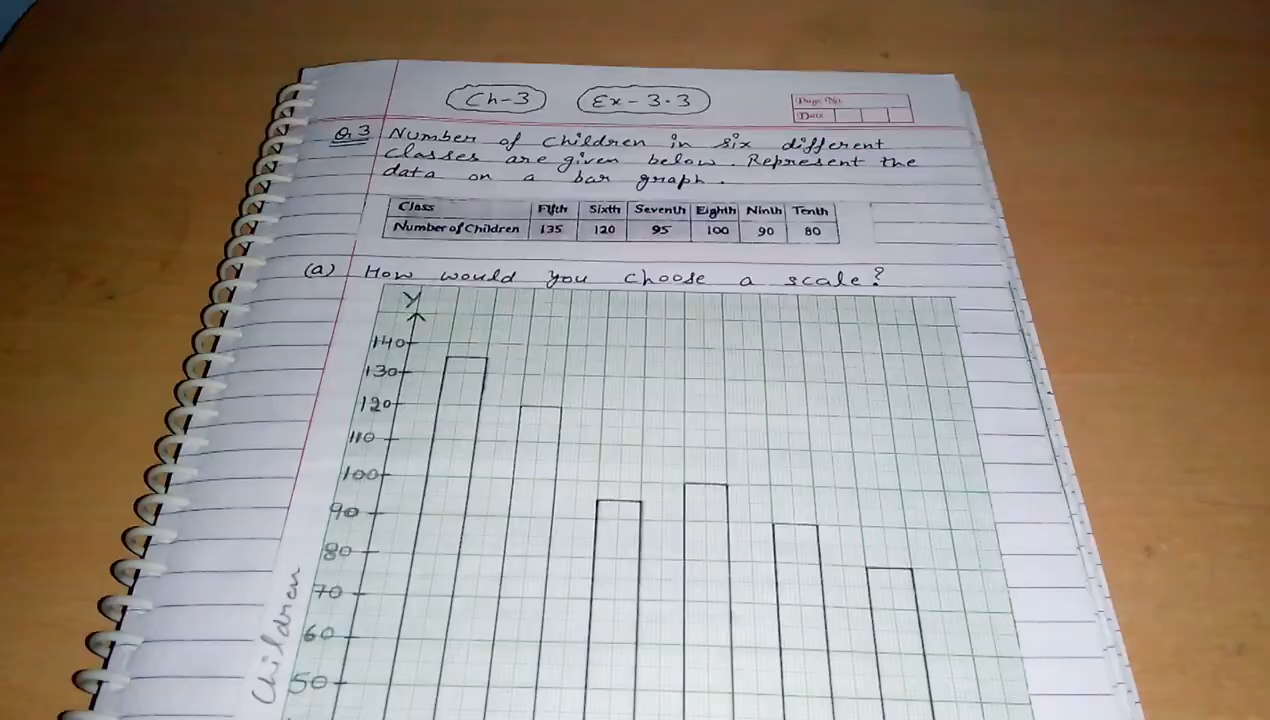 Ch-3 Ex-3.3
Page No.
Date
Q.3 Number of children in six different
classes are given below. Represent the
data on a bar graph.
Class Fifth Sixth Seventh Eighth Ninth Tenth
Number of Children 135 120 95 100 90 80
(a) How would you choose a scale?
Y
140
130
120
110
100
90
80
70
60
50
Children